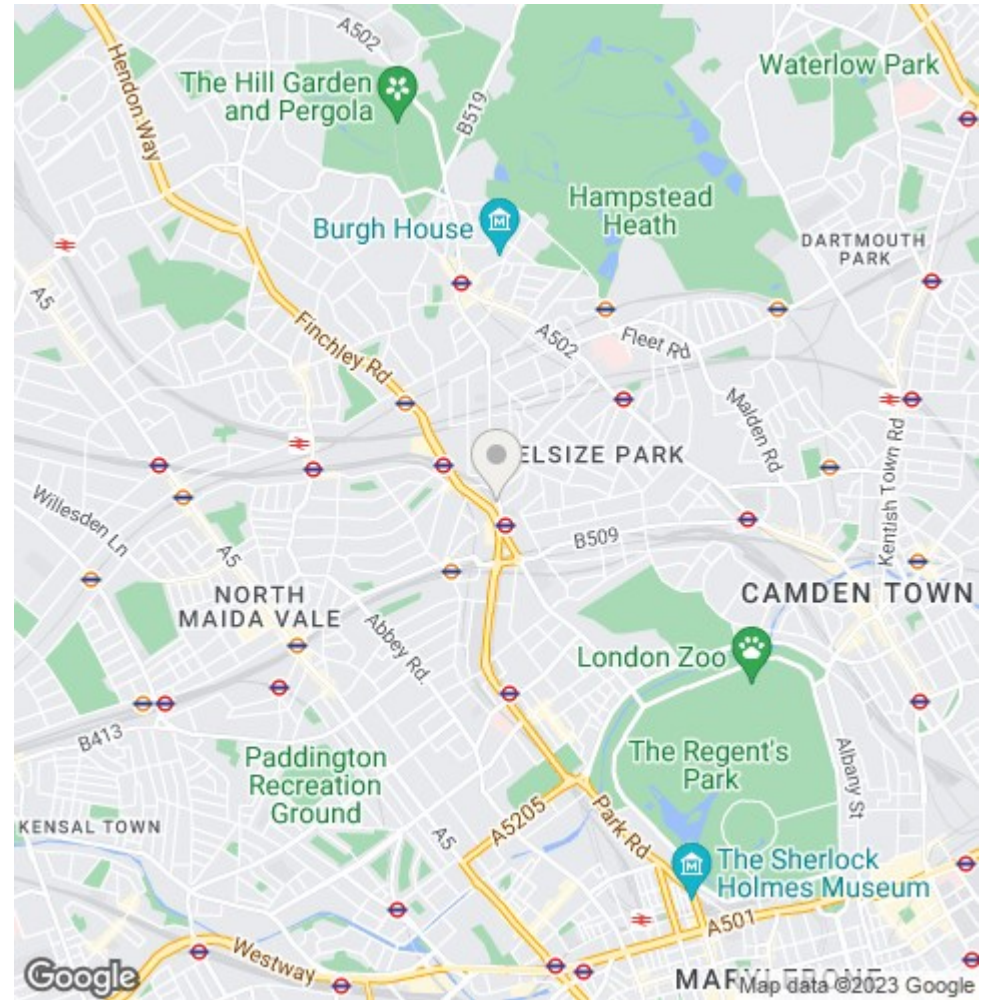 A502
Waterlow Park
The Hill Garden
and Pergola
Hendon Way
B519
Hampstead
Heath
Burgh House
DARTMOUTH
PARK
A5
Finchley Rd
A502
Fleet Rd
Malden Rd
ELSIZE PARK
Kentish Town Rd
Willesden Ln
A5
B509
NORTH
MAIDA VALE
CAMDEN TOWN
Abbey Rd.
London Zoo
B413
The Regent's
Park
Paddington
Recreation
Ground
Albany St
KENSAL TOWN
A5
A5205
Park Rd
The Sherlock
Holmes Museum
A501
Westway
MARYLEBONE
Google
Map data ©2023 Google